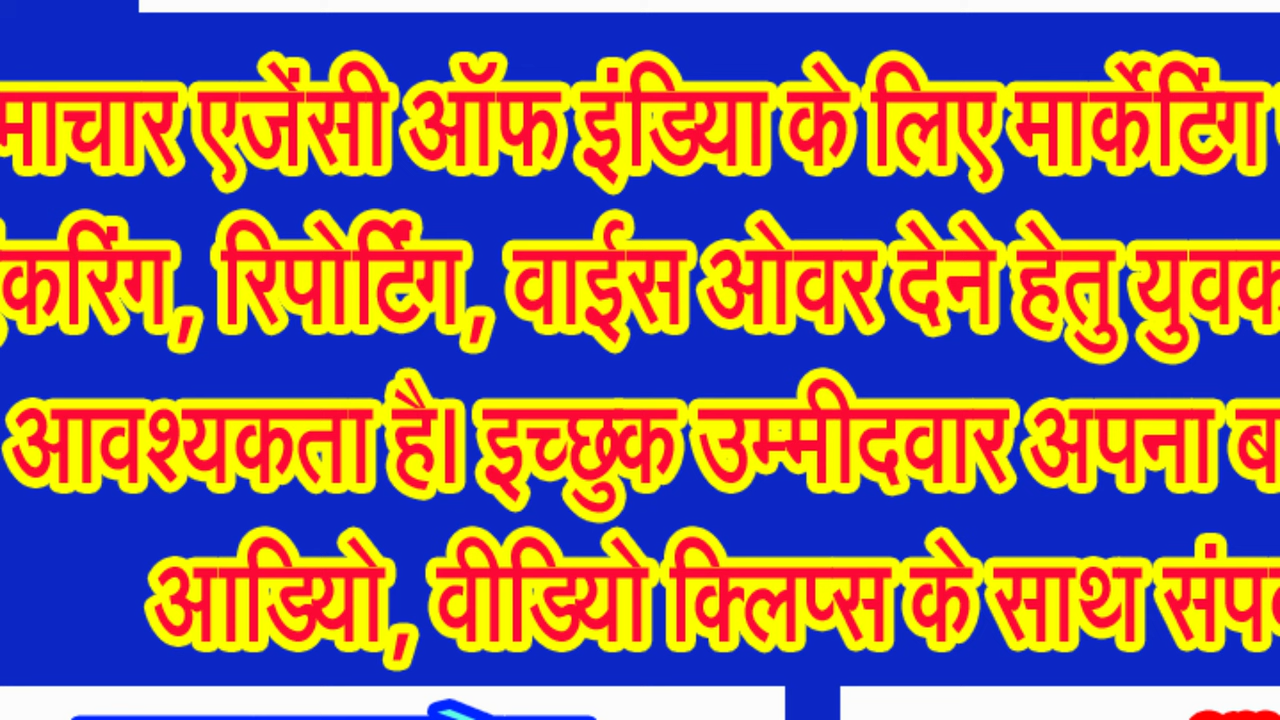 माचार एजेंसी ऑफ इंडिया के लिए मार्केटिंग
करिंग, रिपोर्टिंग, वाईस ओवर देने हेतु युवक
आवश्यकता है। इच्छुक उम्मीदवार अपना ब
आडियो, वीडियो क्लिप्स के साथ संप